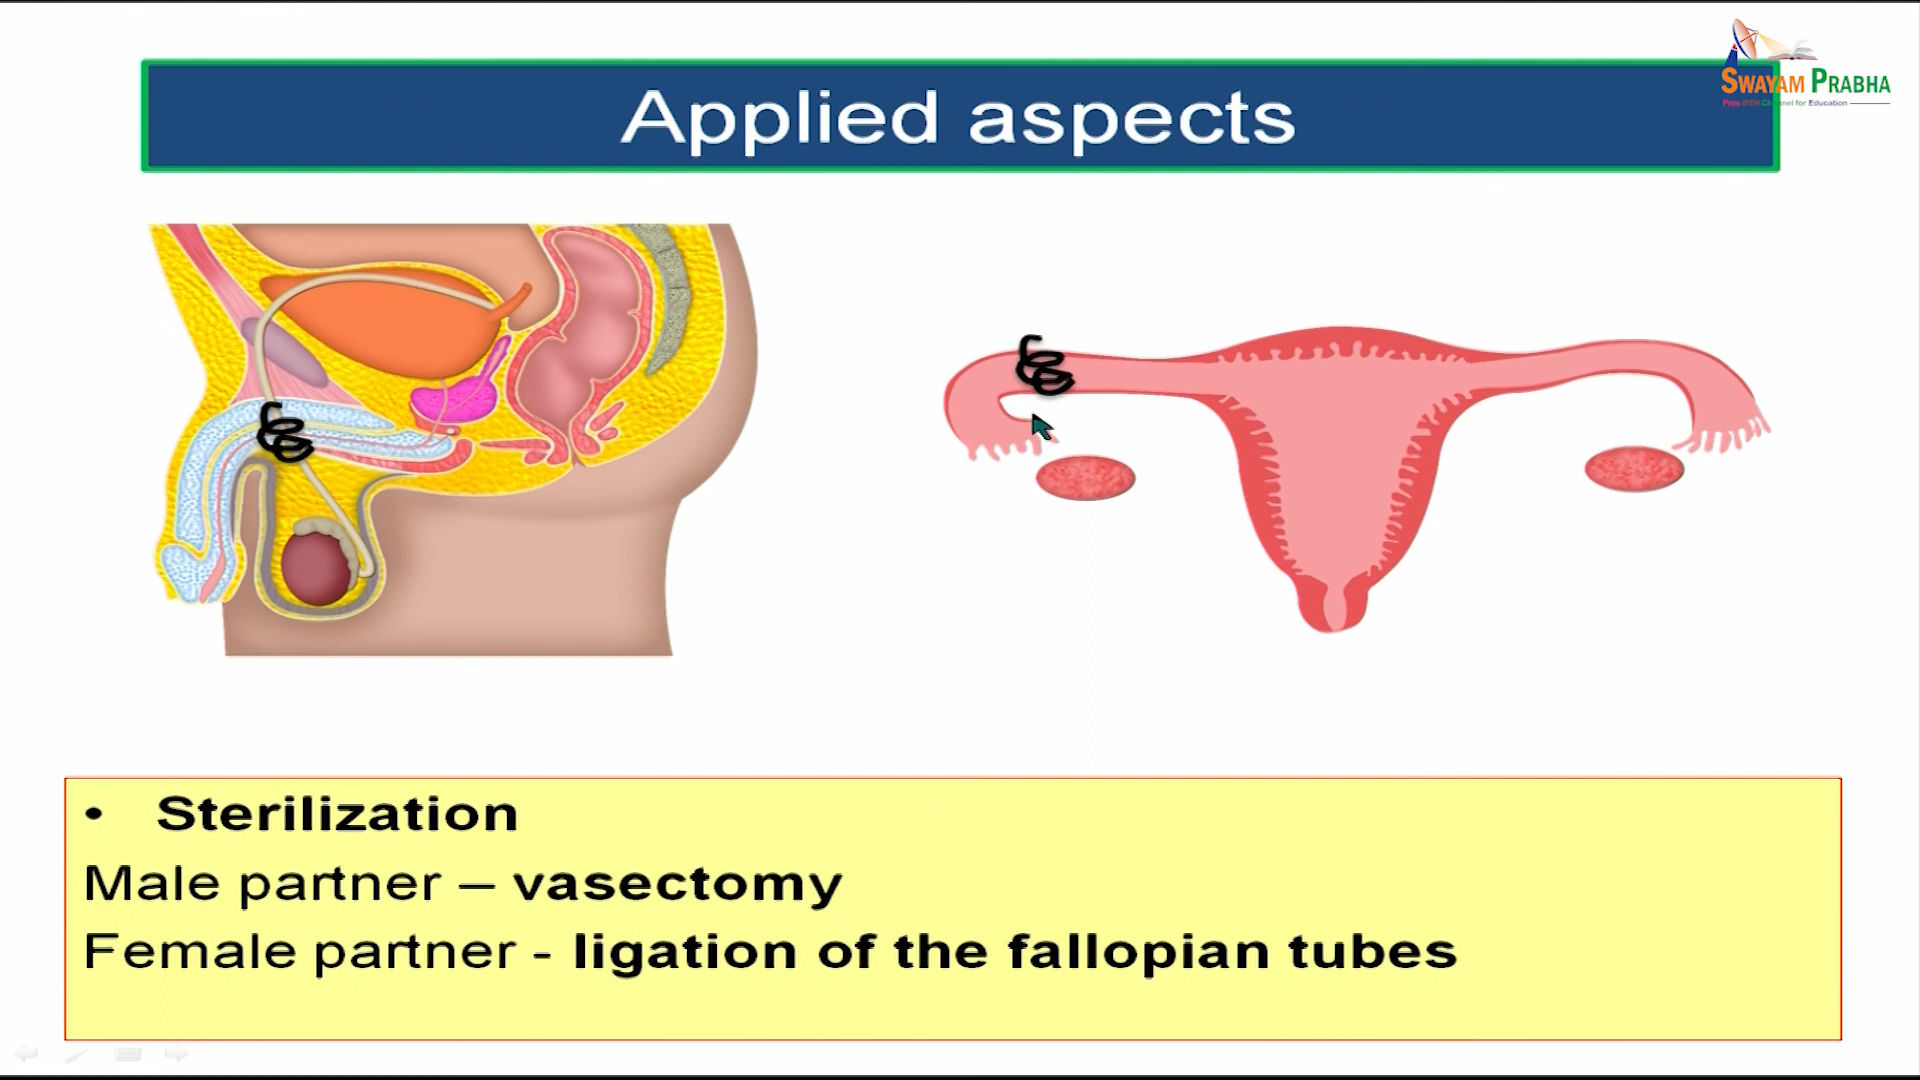 SWAYAM PRABHA
Free DTH Channel for Education
Applied aspects
• Sterilization
Male partner – vasectomy
Female partner - ligation of the fallopian tubes